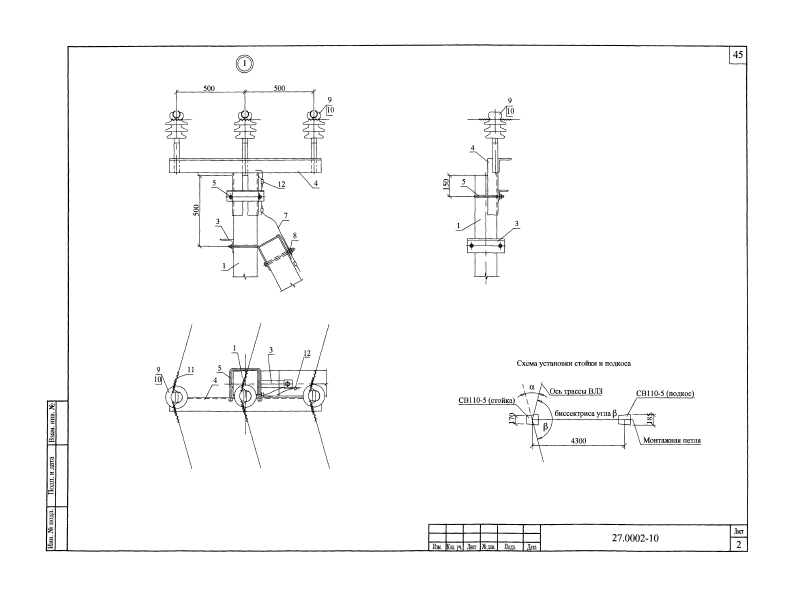 45
1
500
500
9
10
5
12
4
500
3
7
8
1
9
10
4
150
5
1
3
9
10
11
4
5
1
3
12
Схема установки стойки и подкоса
α
Ось трассы ВЛЗ
СВ110-5 (стойка)
СВ110-5 (подкос)
биссектриса угла β
170
β
185
4300
Монтажная петля
Взам. инв. №
Подп. и дата
Инв. № подл.
Изм. Кол. уч. Лист № док. Подп. Дата
27.0002-10
Лист
2